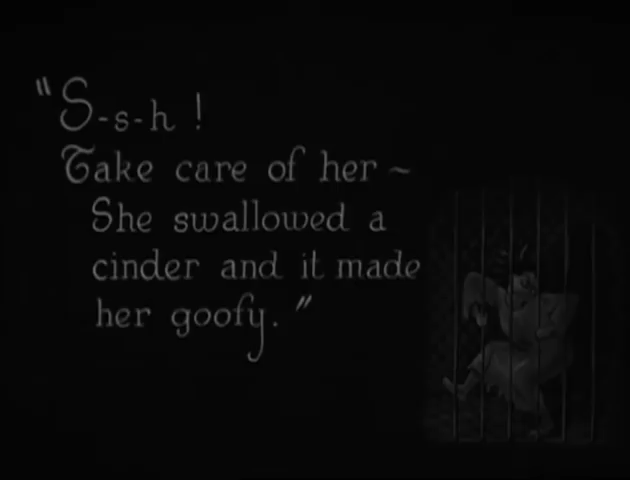 "S-s-h !
Take care of her ~
She swallowed a
cinder and it made
her goofy."